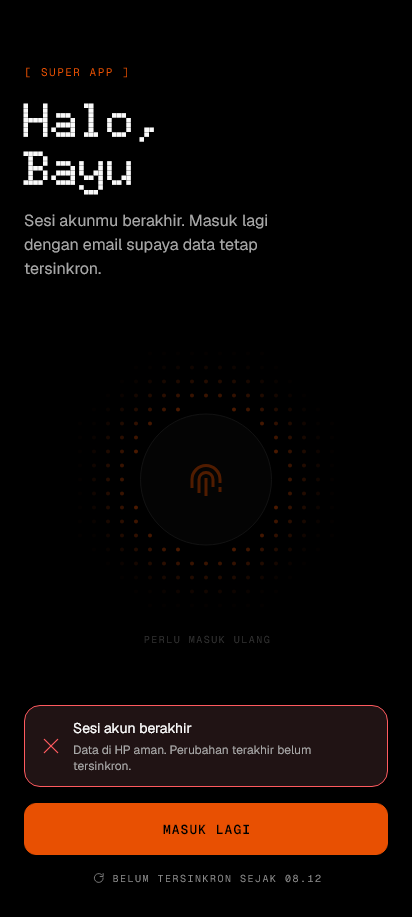 [ SUPER APP ]
Halo,
Bayu
Sesi akunmu berakhir. Masuk lagi
dengan email supaya data tetap
tersinkron.
PERLU MASUK ULANG
Sesi akun berakhir
Data di HP aman. Perubahan terakhir belum
tersinkron.
MASUK LAGI
BELUM TERSINKRON SEJAK 08.12